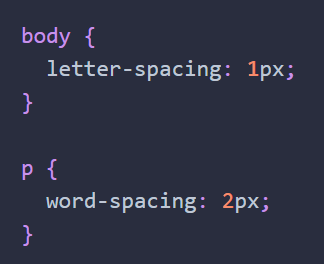 body {
  letter-spacing: 1px;
}

p {
  word-spacing: 2px;
}